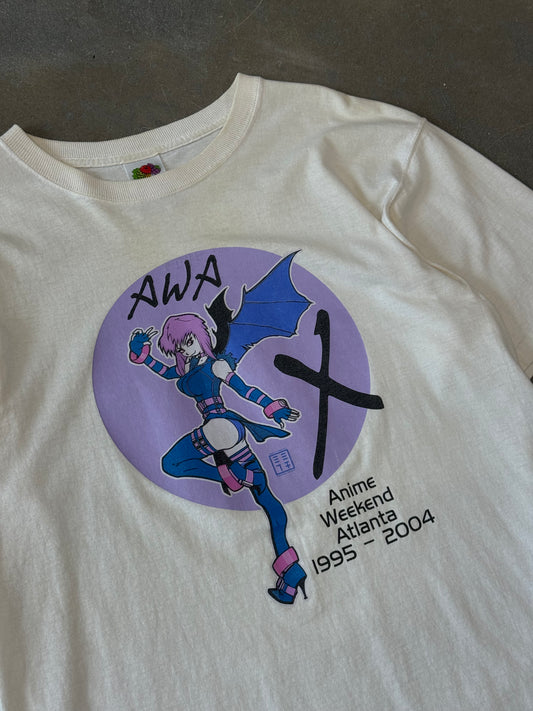 AWA
X
Anime
Weekend
Atlanta
1995 - 2004